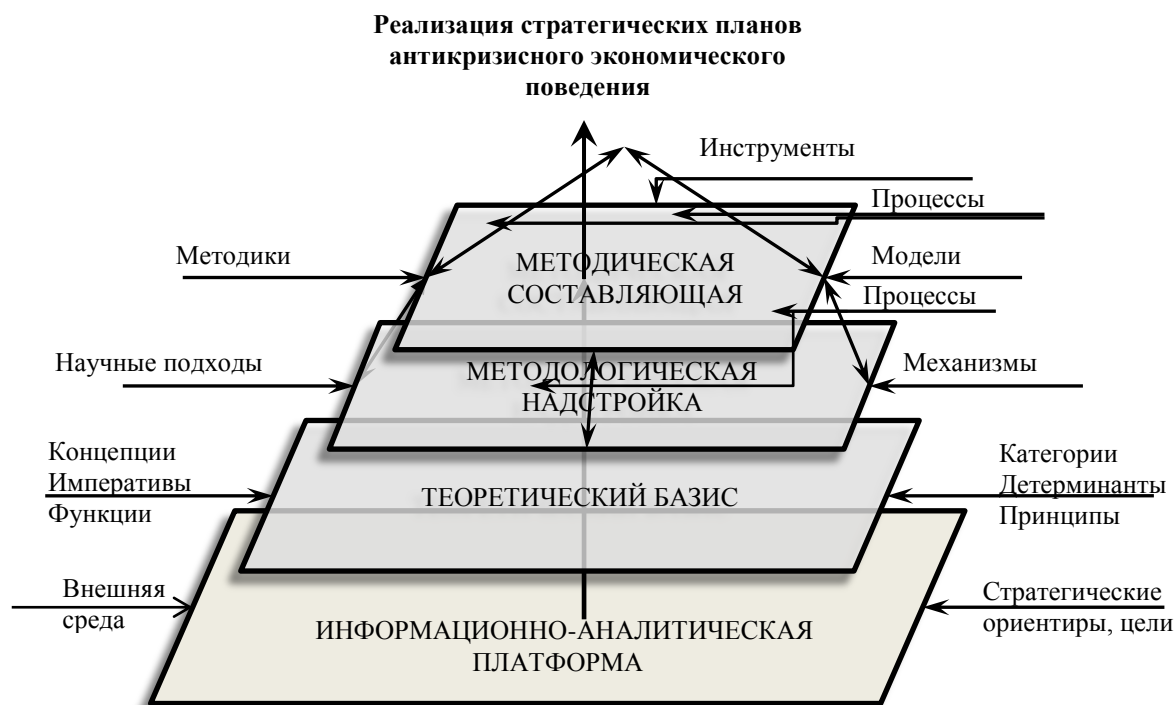 Реализация стратегических планов
антикризисного экономического
поведения
Инструменты
Процессы
Методики
МЕТОДИЧЕСКАЯ
СОСТАВЛЯЮЩАЯ
Модели
Процессы
Научные подходы
МЕТОДОЛОГИЧЕСКАЯ
НАДСТРОЙКА
Механизмы
Концепции
Императивы
Функции
ТЕОРЕТИЧЕСКИЙ БАЗИС
Категории
Детерминанты
Принципы
Внешняя
среда
ИНФОРМАЦИОННО-АНАЛИТИЧЕСКАЯ
ПЛАТФОРМА
Стратегические
ориентиры, цели